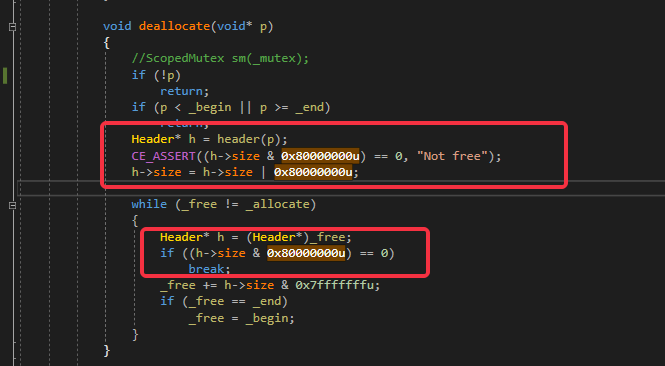 void deallocate(void* p)
{
//ScopedMutex sm(_mutex);
if (!p)
return;
if (p < _begin || p >= _end)
return;
Header* h = header(p);
CE_ASSERT((h->size & 0x80000000u) == 0, "Not free");
h->size = h->size | 0x80000000u;
while (_free != _allocate)
{
Header* h = (Header*)_free;
if ((h->size & 0x80000000u) == 0)
break;
_free += h->size & 0x7fffffffu;
if (_free == _end)
_free = _begin;
}
}